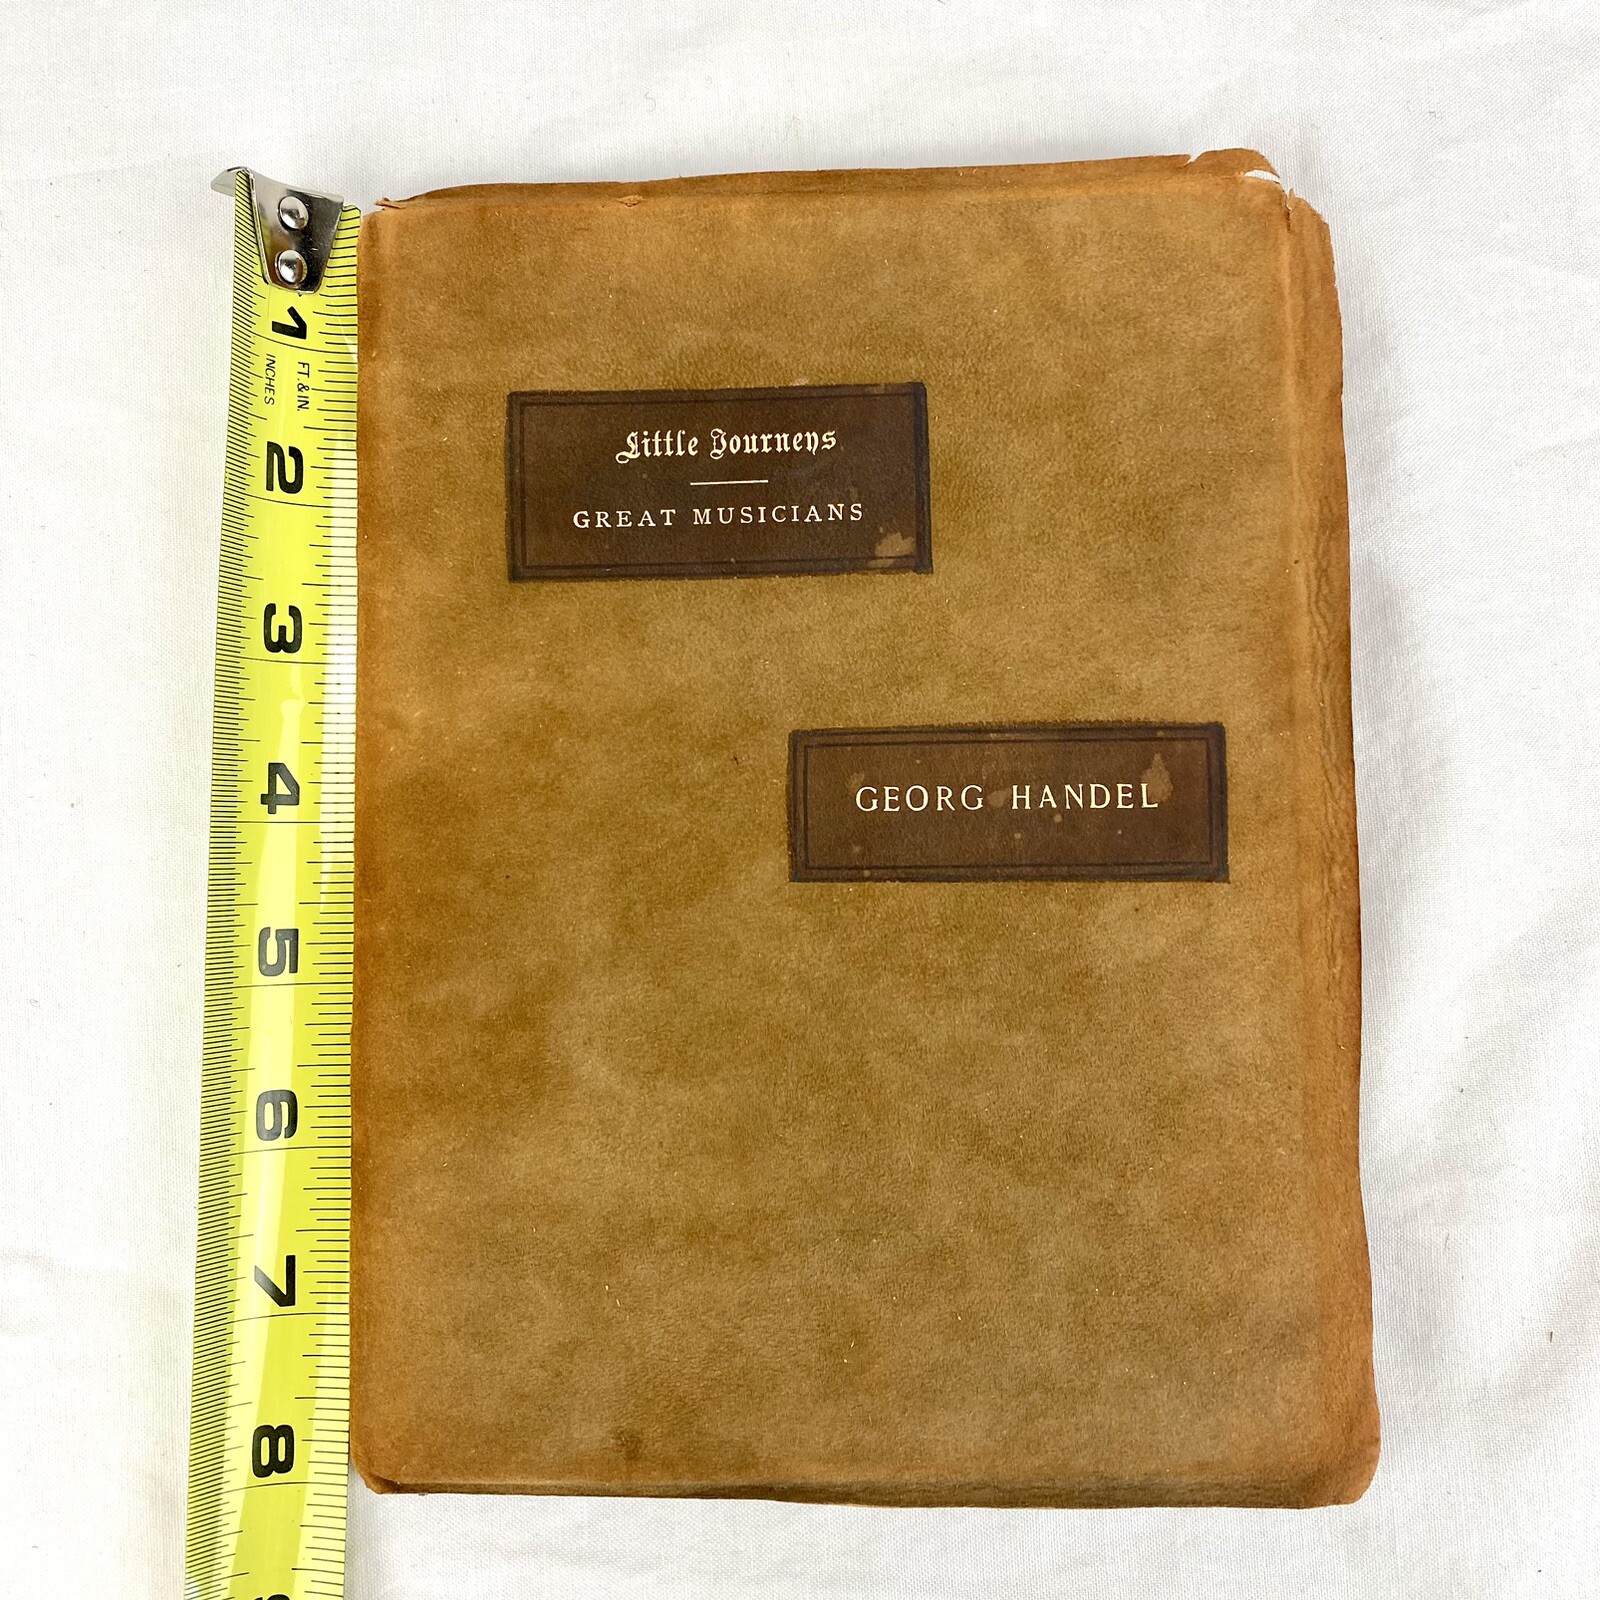 Little Journeys
GREAT MUSICIANS
GEORG HANDEL
1
INCHES
FT.&IN.
2
3
4
5
6
7
8